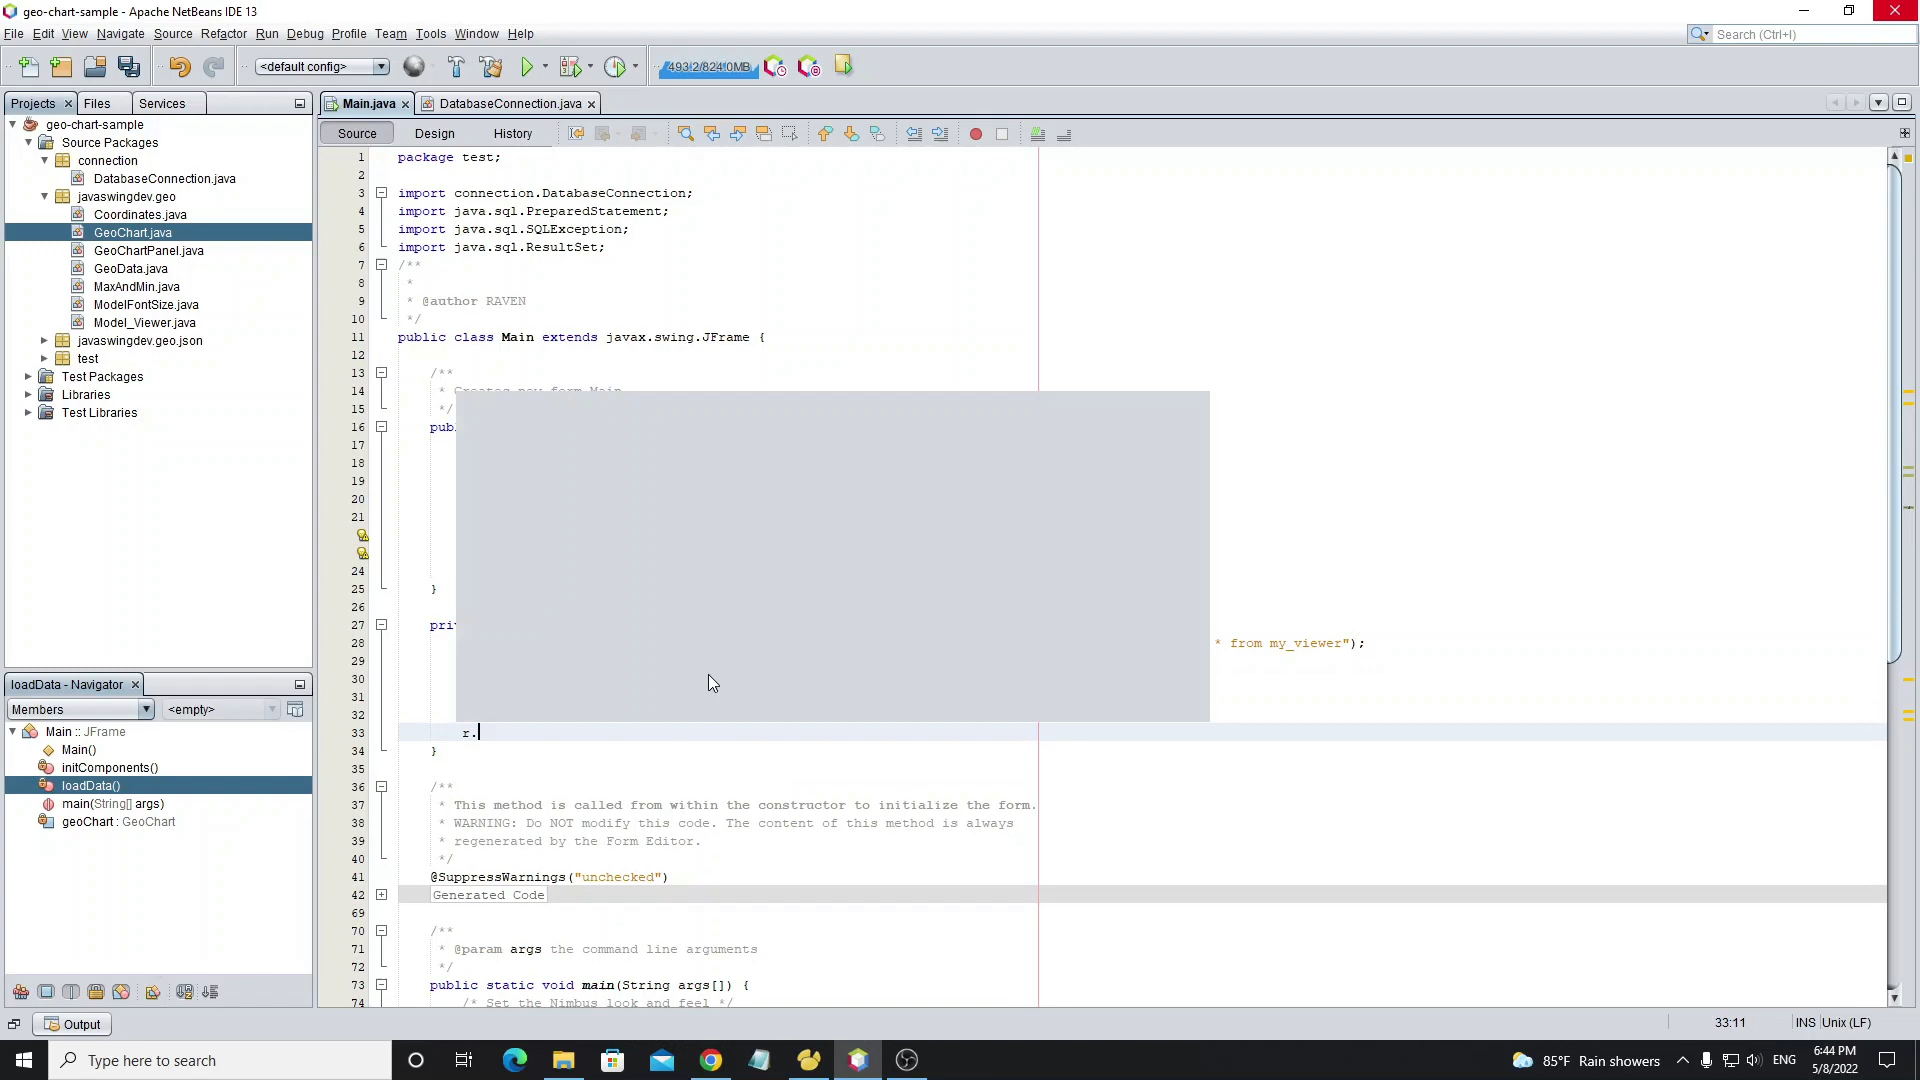 geo-chart-sample - Apache NetBeans IDE 13
File Edit View Navigate Source Refactor Run Debug Profile Team Tools Window Help
Search (Ctrl+I)
<default config>
493.2/824.0MB
Projects
Files
Services
geo-chart-sample
Source Packages
connection
DatabaseConnection.java
javaswingdev.geo
Coordinates.java
GeoChart.java
GeoChartPanel.java
GeoData.java
MaxAndMin.java
ModelFontSize.java
Model_Viewer.java
javaswingdev.geo.json
test
Test Packages
Libraries
Test Libraries
loadData - Navigator
Members
<empty>
Main :: JFrame
Main()
initComponents()
loadData()
main(String[] args)
geoChart : GeoChart
Main.java
DatabaseConnection.java
Source
Design
History
1 package test;
2
3 import connection.DatabaseConnection;
4 import java.sql.PreparedStatement;
5 import java.sql.SQLException;
6 import java.sql.ResultSet;
7 /**
8 *
9 * @author RAVEN
10 */
11 public class Main extends javax.swing.JFrame {
12
13 /**
14 * Creates new form Main
15 */
16 publ
17
18
19
20
21
24
25 }
26
27 priv
28 * from my_viewer");
29
30
31
32
33 r.
34 }
35
36 /**
37 * This method is called from within the constructor to initialize the form.
38 * WARNING: Do NOT modify this code. The content of this method is always
39 * regenerated by the Form Editor.
40 */
41 @SuppressWarnings("unchecked")
42 Generated Code
69
70 /**
71 * @param args the command line arguments
72 */
73 public static void main(String args[]) {
74 /* Set the Nimbus look and feel */
Output
33:11
INS
Unix (LF)
Type here to search
85°F Rain showers
ENG
6:44 PM
5/8/2022